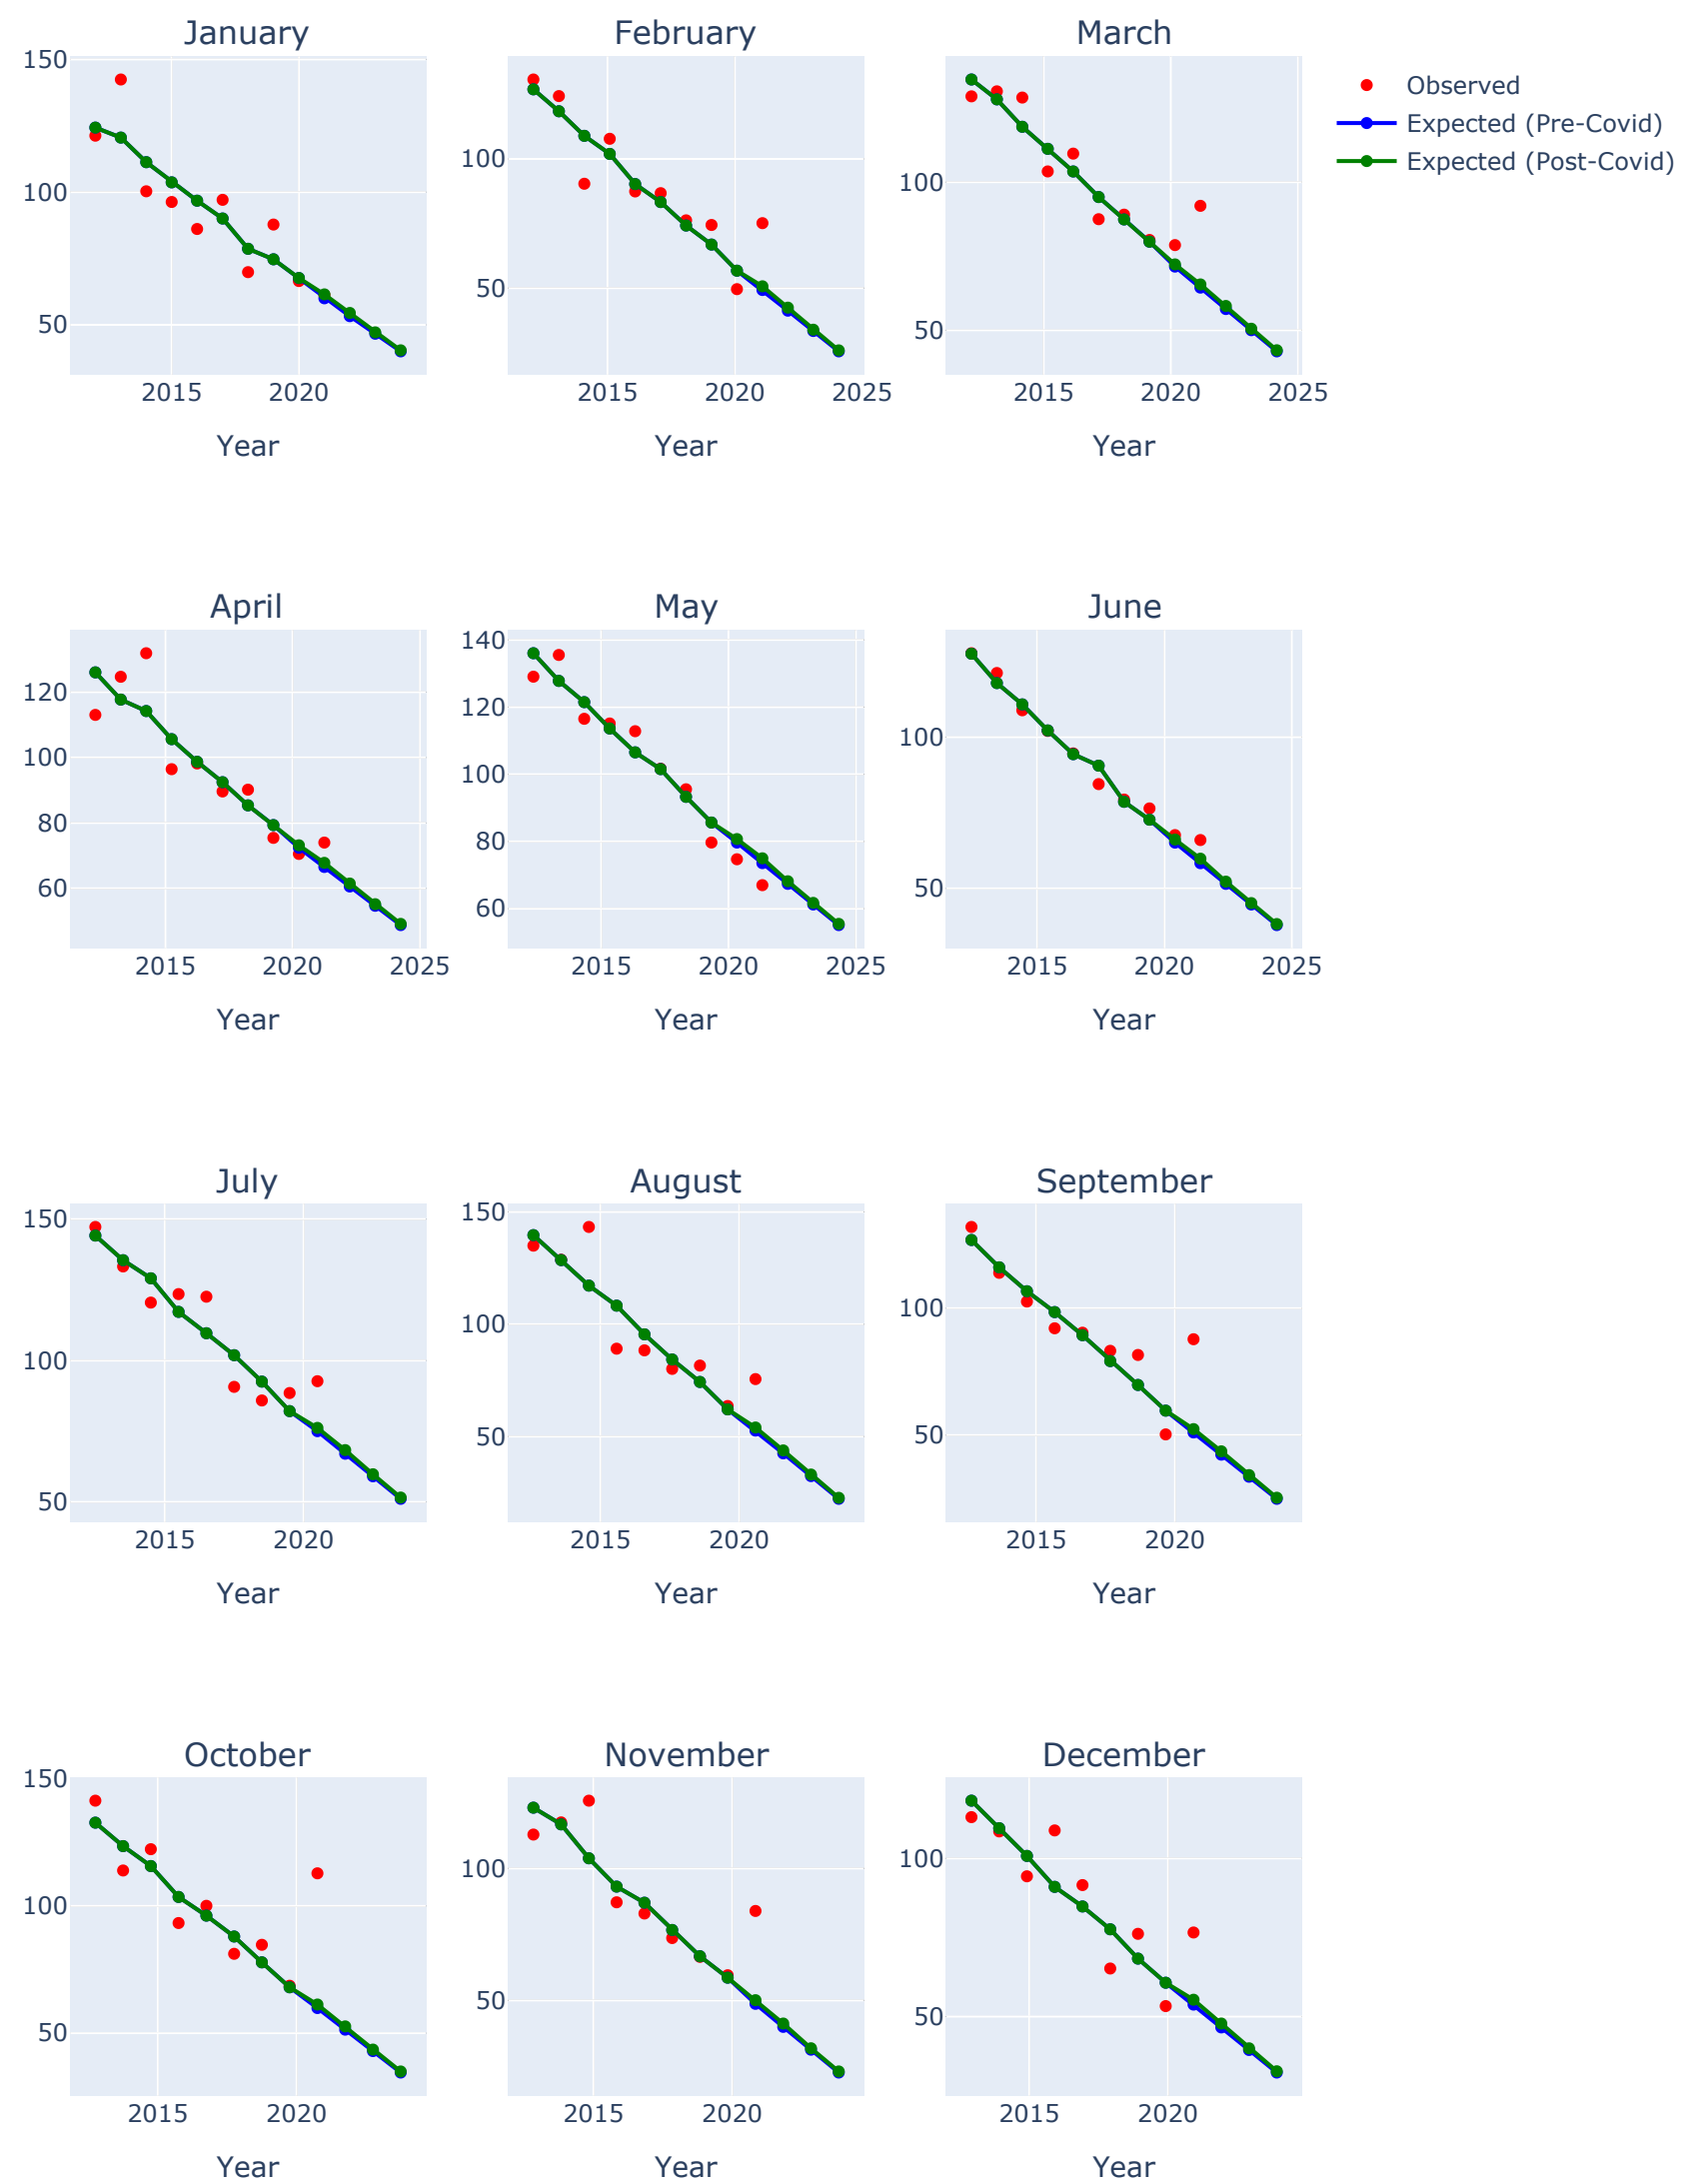 January
February
March
Observed
Expected (Pre-Covid)
Expected (Post-Covid)
150
100
50
2015
2020
Year
100
50
2015
2020
2025
Year
100
50
2015
2020
2025
Year
April
May
June
120
100
80
60
2015
2020
2025
Year
140
120
100
80
60
2015
2020
2025
Year
100
50
2015
2020
2025
Year
July
August
September
150
100
50
2015
2020
Year
150
100
50
2015
2020
Year
100
50
2015
2020
Year
October
November
December
150
100
50
2015
2020
Year
100
50
2015
2020
Year
100
50
2015
2020
Year